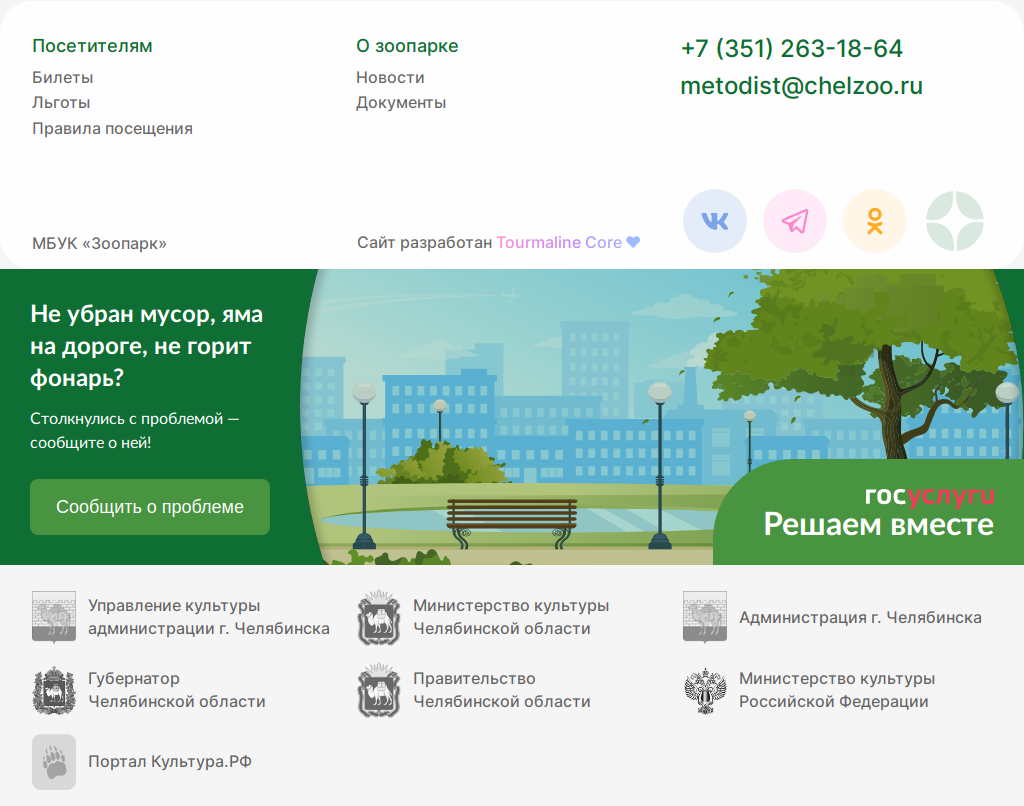 Посетителям
Билеты
Льготы
Правила посещения
О зоопарке
Новости
Документы
+7 (351) 263-18-64
metodist@chelzoo.ru
МБУК «Зоопарк»
Сайт разработан Tourmaline Core
Не убран мусор, яма
на дороге, не горит
фонарь?
Столкнулись с проблемой —
сообщите о ней!
Сообщить о проблеме
госуслуги
Решаем вместе
Управление культуры
администрации г. Челябинска
Министерство культуры
Челябинской области
Администрация г. Челябинска
Губернатор
Челябинской области
Правительство
Челябинской области
Министерство культуры
Российской Федерации
Портал Культура.РФ